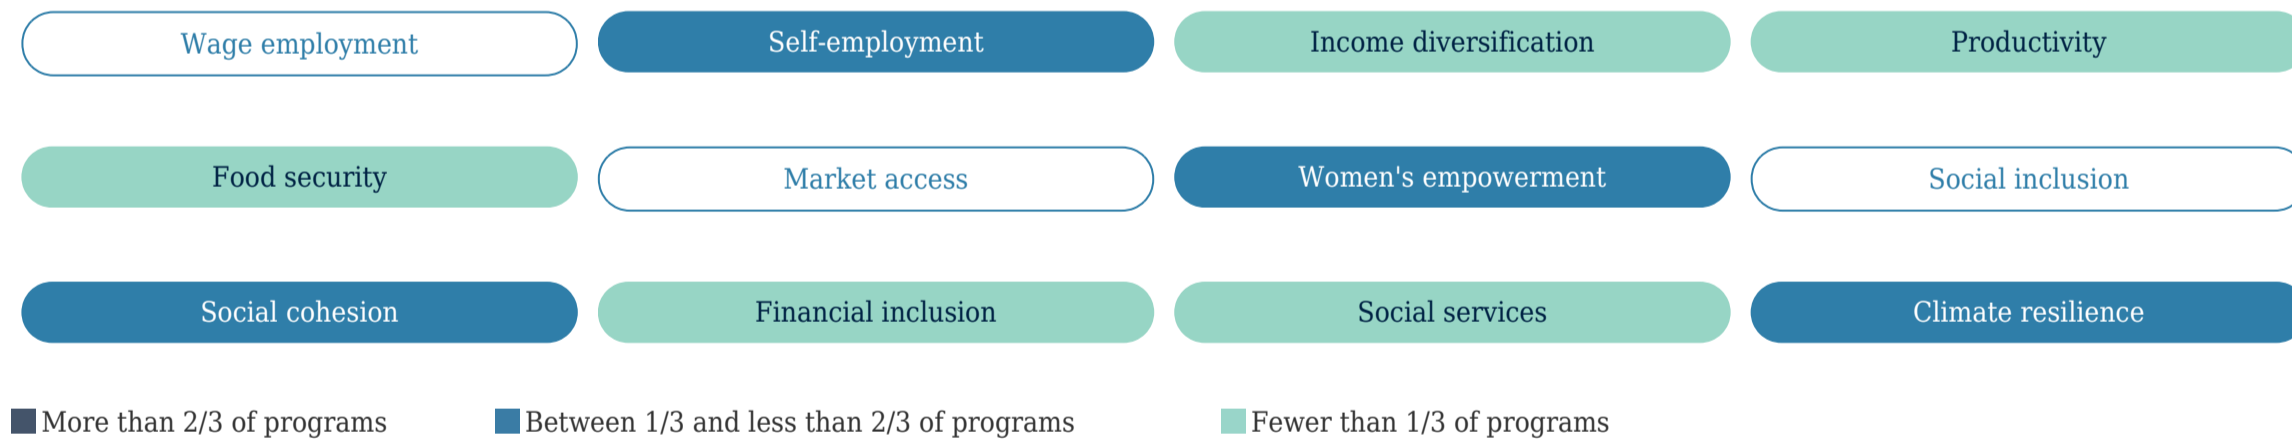 Wage employment
Self-employment
Income diversification
Productivity
Food security
Market access
Women's empowerment
Social inclusion
Social cohesion
Financial inclusion
Social services
Climate resilience
More than 2/3 of programs
Between 1/3 and less than 2/3 of programs
Fewer than 1/3 of programs